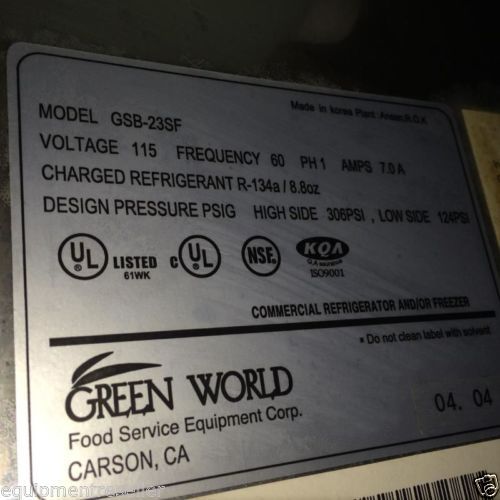 Made in korea Plant: Ansan, R.O.K
MODEL GSB-23SF
VOLTAGE 115 FREQUENCY 60 PH 1 AMPS 7.0 A
CHARGED REFRIGERANT R-134a / 8.8oz
DESIGN PRESSURE PSIG HIGH SIDE 306PSI , LOW SIDE 124PSI
UL LISTED c UL NSF. KQA
61WK Q.A ISO9001
COMMERCIAL REFRIGERATOR AND/OR FREEZER
* Do not clean label with solvent
GREEN WORLD
Food Service Equipment Corp.
CARSON, CA
04. 04